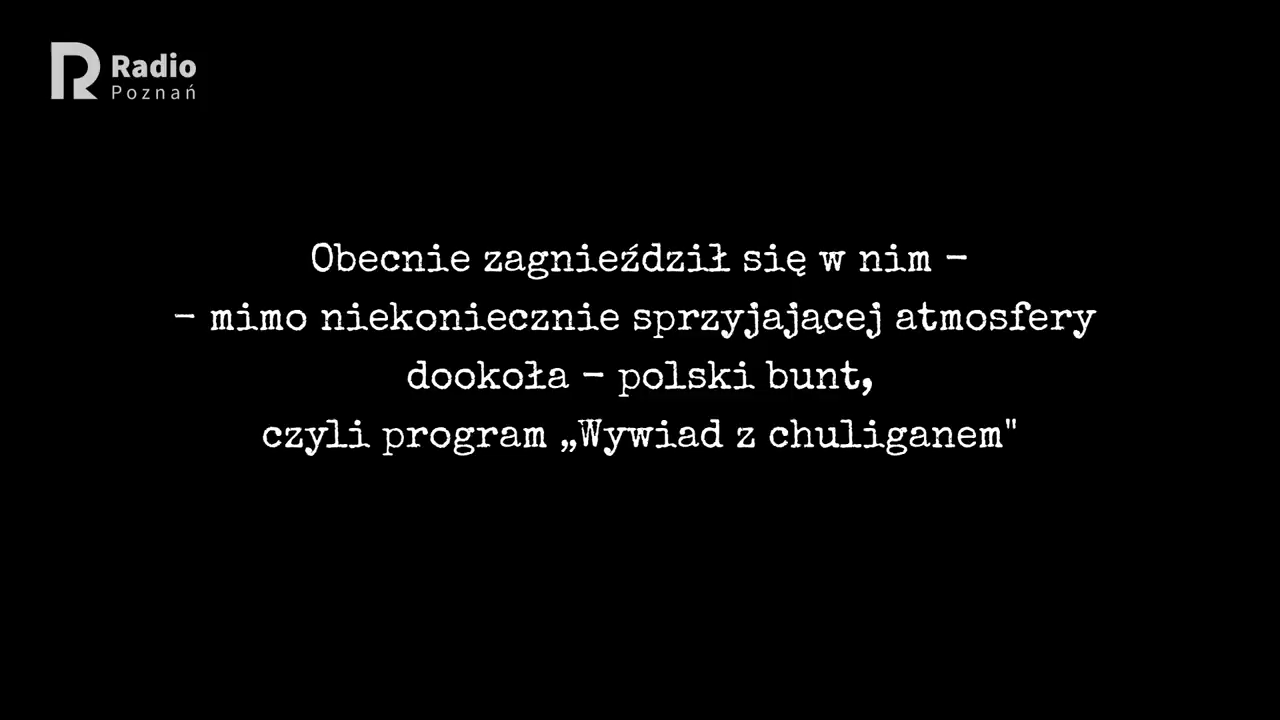 Radio
Poznań
Obecnie zagnieździł się w nim –
– mimo niekoniecznie sprzyjającej atmosfery
dookoła – polski bunt,
czyli program „Wywiad z chuliganem"